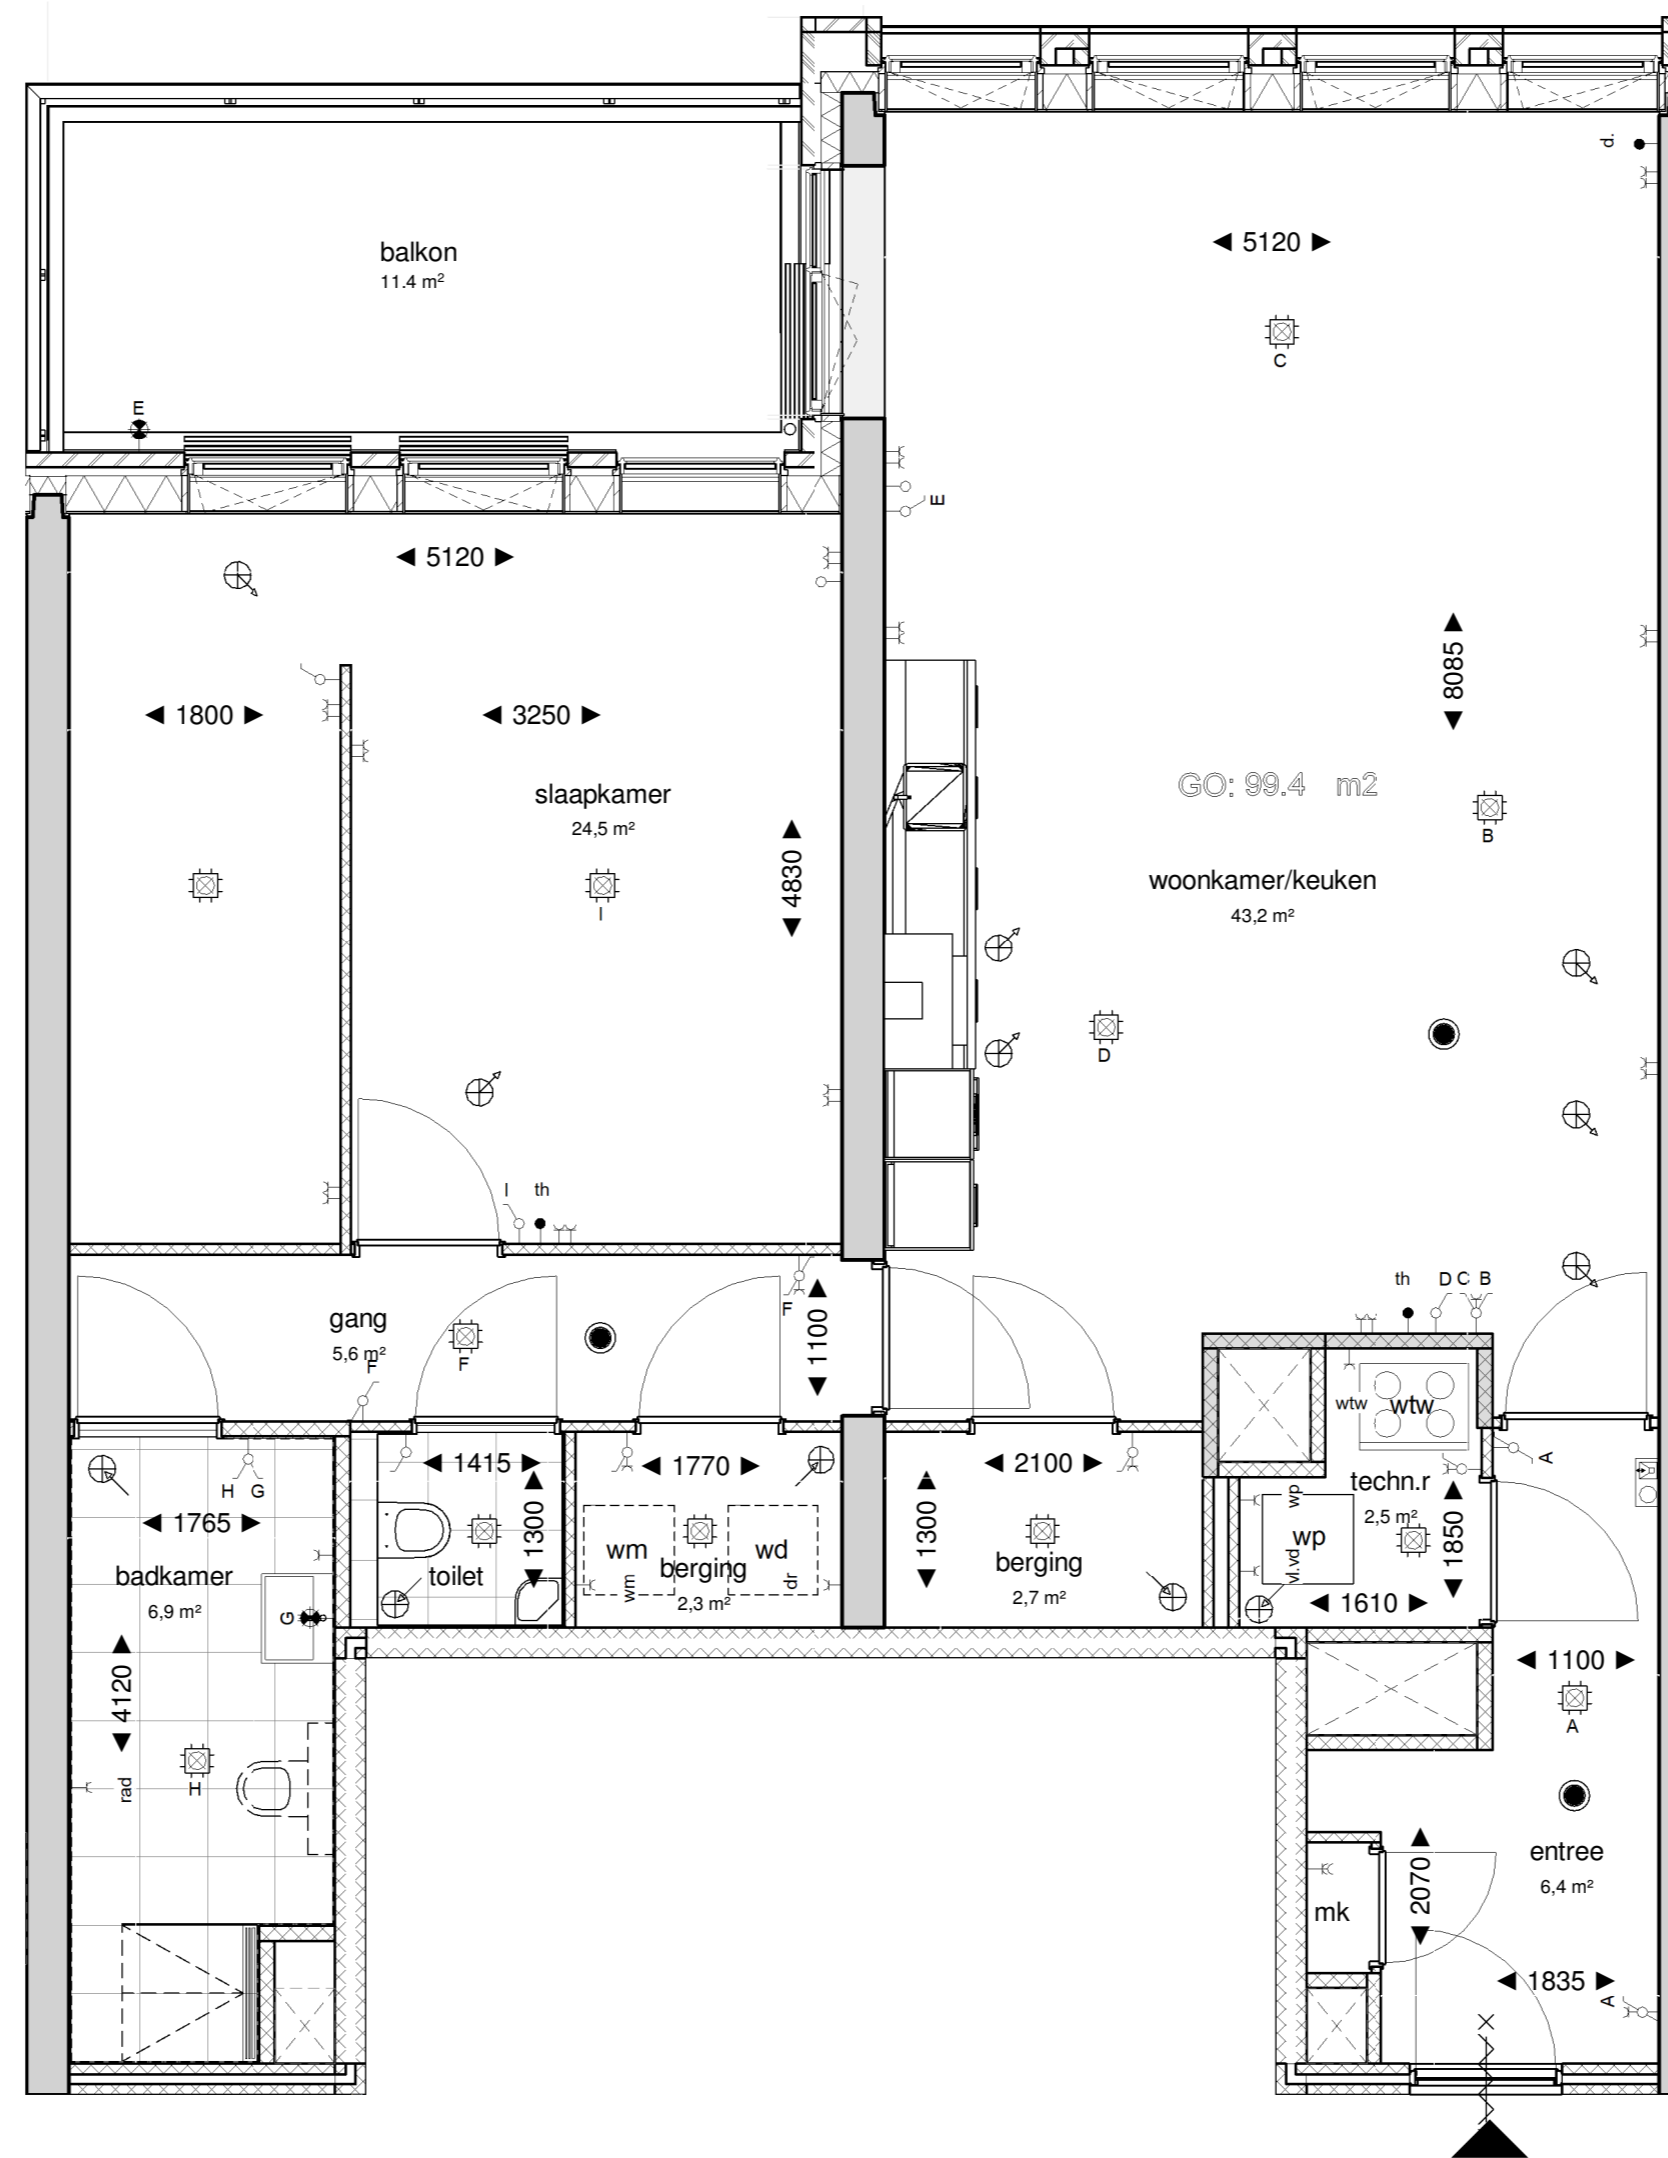 balkon
11.4 m²
d.
5120
C
E
E
5120
8085
1800
3250
GO: 99.4 m2
slaapkamer
24,5 m²
B
4830
woonkamer/keuken
43,2 m²
I
D
I th
th D C B
F
gang
5,6 m²
F
F
1100
wtw
wtw
A
H G
1415
1770
2100
techn.r
2,5 m²
wp
wp
1765
1300
1300
1850
badkamer
6,9 m²
toilet
wm
wd
wm
berging
2,3 m²
dr
berging
2,7 m²
vl.vd
1610
G
4120
1100
A
rad
H
entree
6,4 m²
2070
mk
1835
A